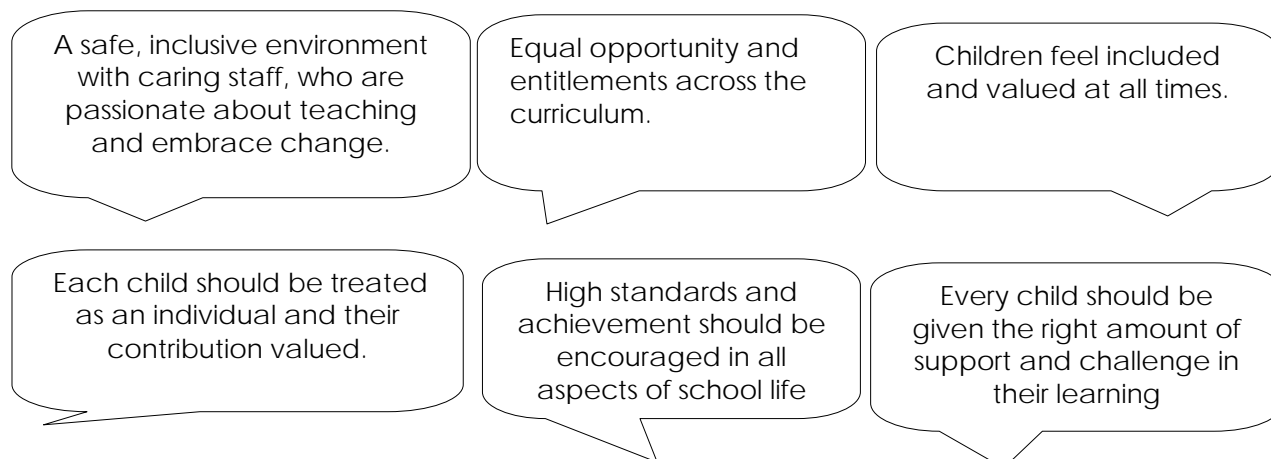 A safe, inclusive environment
with caring staff, who are
passionate about teaching
and embrace change.
Equal opportunity and
entitlements across the
curriculum.
Children feel included
and valued at all times.
Each child should be treated
as an individual and their
contribution valued.
High standards and
achievement should be
encouraged in all
aspects of school life
Every child should be
given the right amount of
support and challenge in
their learning